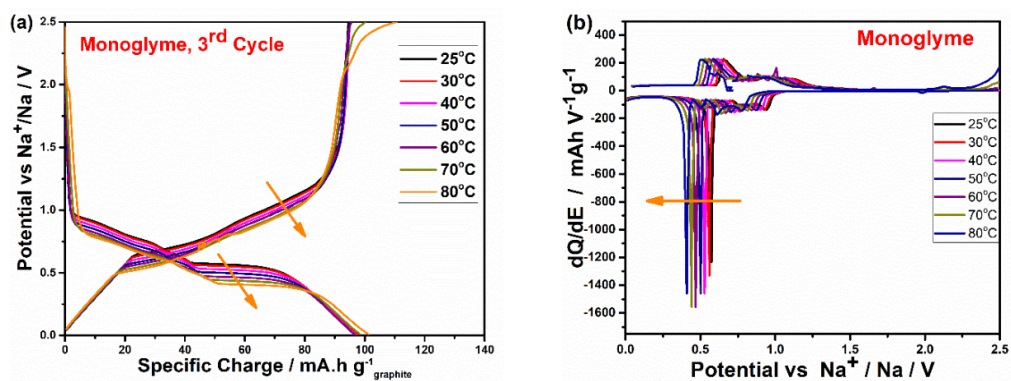 (a)
Monoglyme, 3rd Cycle
25°C
30°C
40°C
50°C
60°C
70°C
80°C
Potential vs Na+/Na / V
2.5
2.0
1.5
1.0
0.5
0.0
0 20 40 60 80 100 120 140
Specific Charge / mA.h g-1 graphite
(b)
Monoglyme
25°C
30°C
40°C
50°C
60°C
70°C
80°C
dQ/dE / mAh V-1g-1
400
200
0
-200
-400
-600
-800
-1000
-1200
-1400
-1600
0.0 0.5 1.0 1.5 2.0 2.5
Potential vs Na+ / Na / V